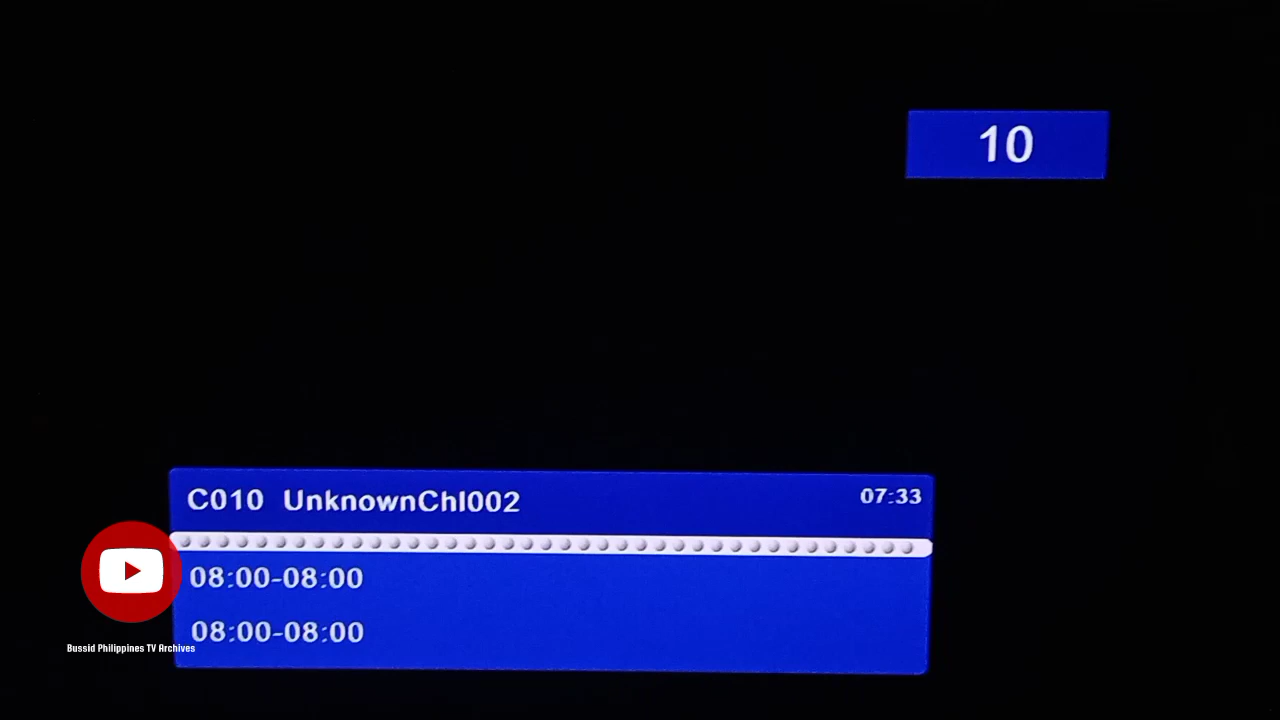 10
C010 UnknownChl002
07:33
08:00-08:00
08:00-08:00
Bussid Philippines TV Archives